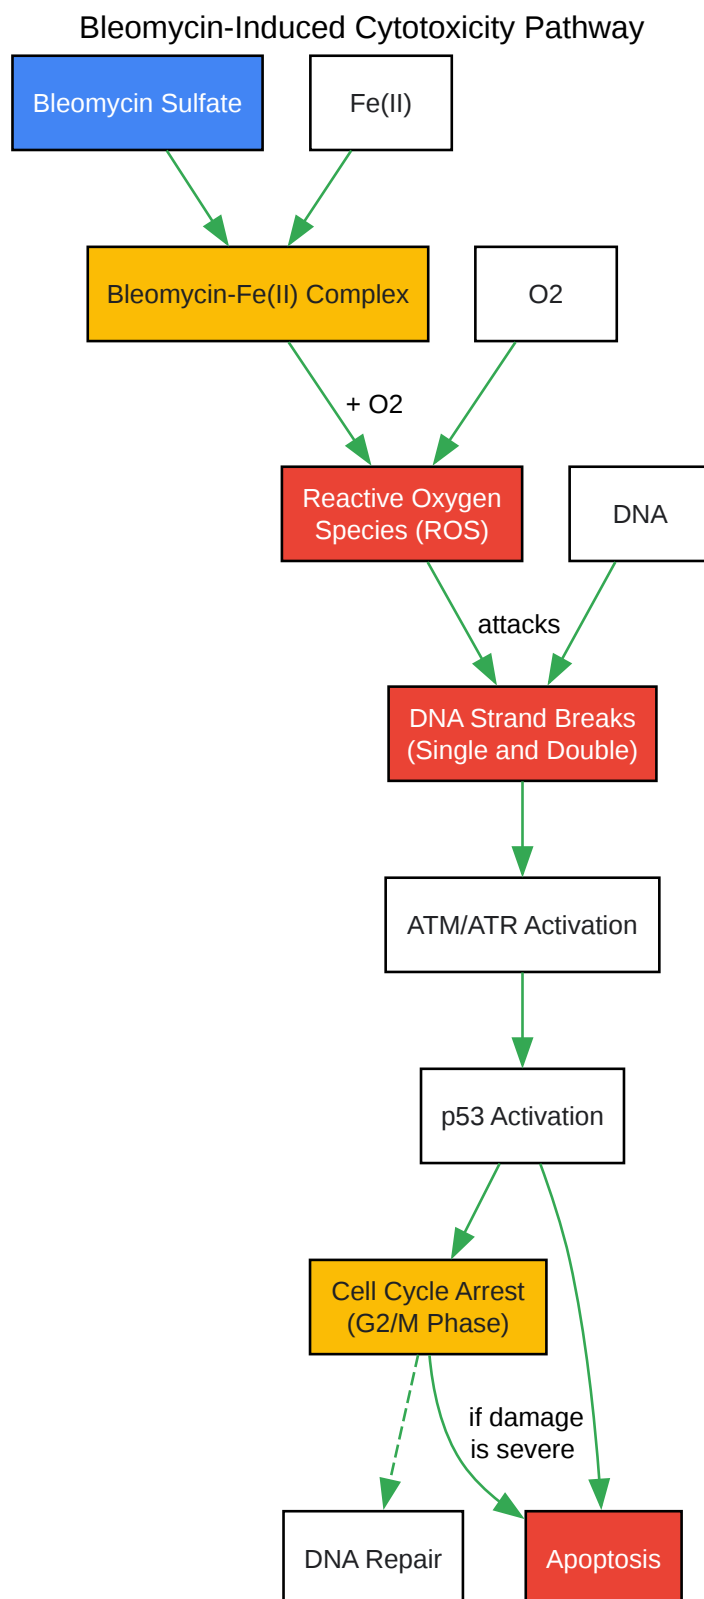 Bleomycin-Induced Cytotoxicity Pathway
Bleomycin Sulfate
Fe(II)
Bleomycin-Fe(II) Complex
O2
+ O2
Reactive Oxygen
Species (ROS)
DNA
attacks
DNA Strand Breaks
(Single and Double)
ATM/ATR Activation
p53 Activation
Cell Cycle Arrest
(G2/M Phase)
if damage
is severe
DNA Repair
Apoptosis